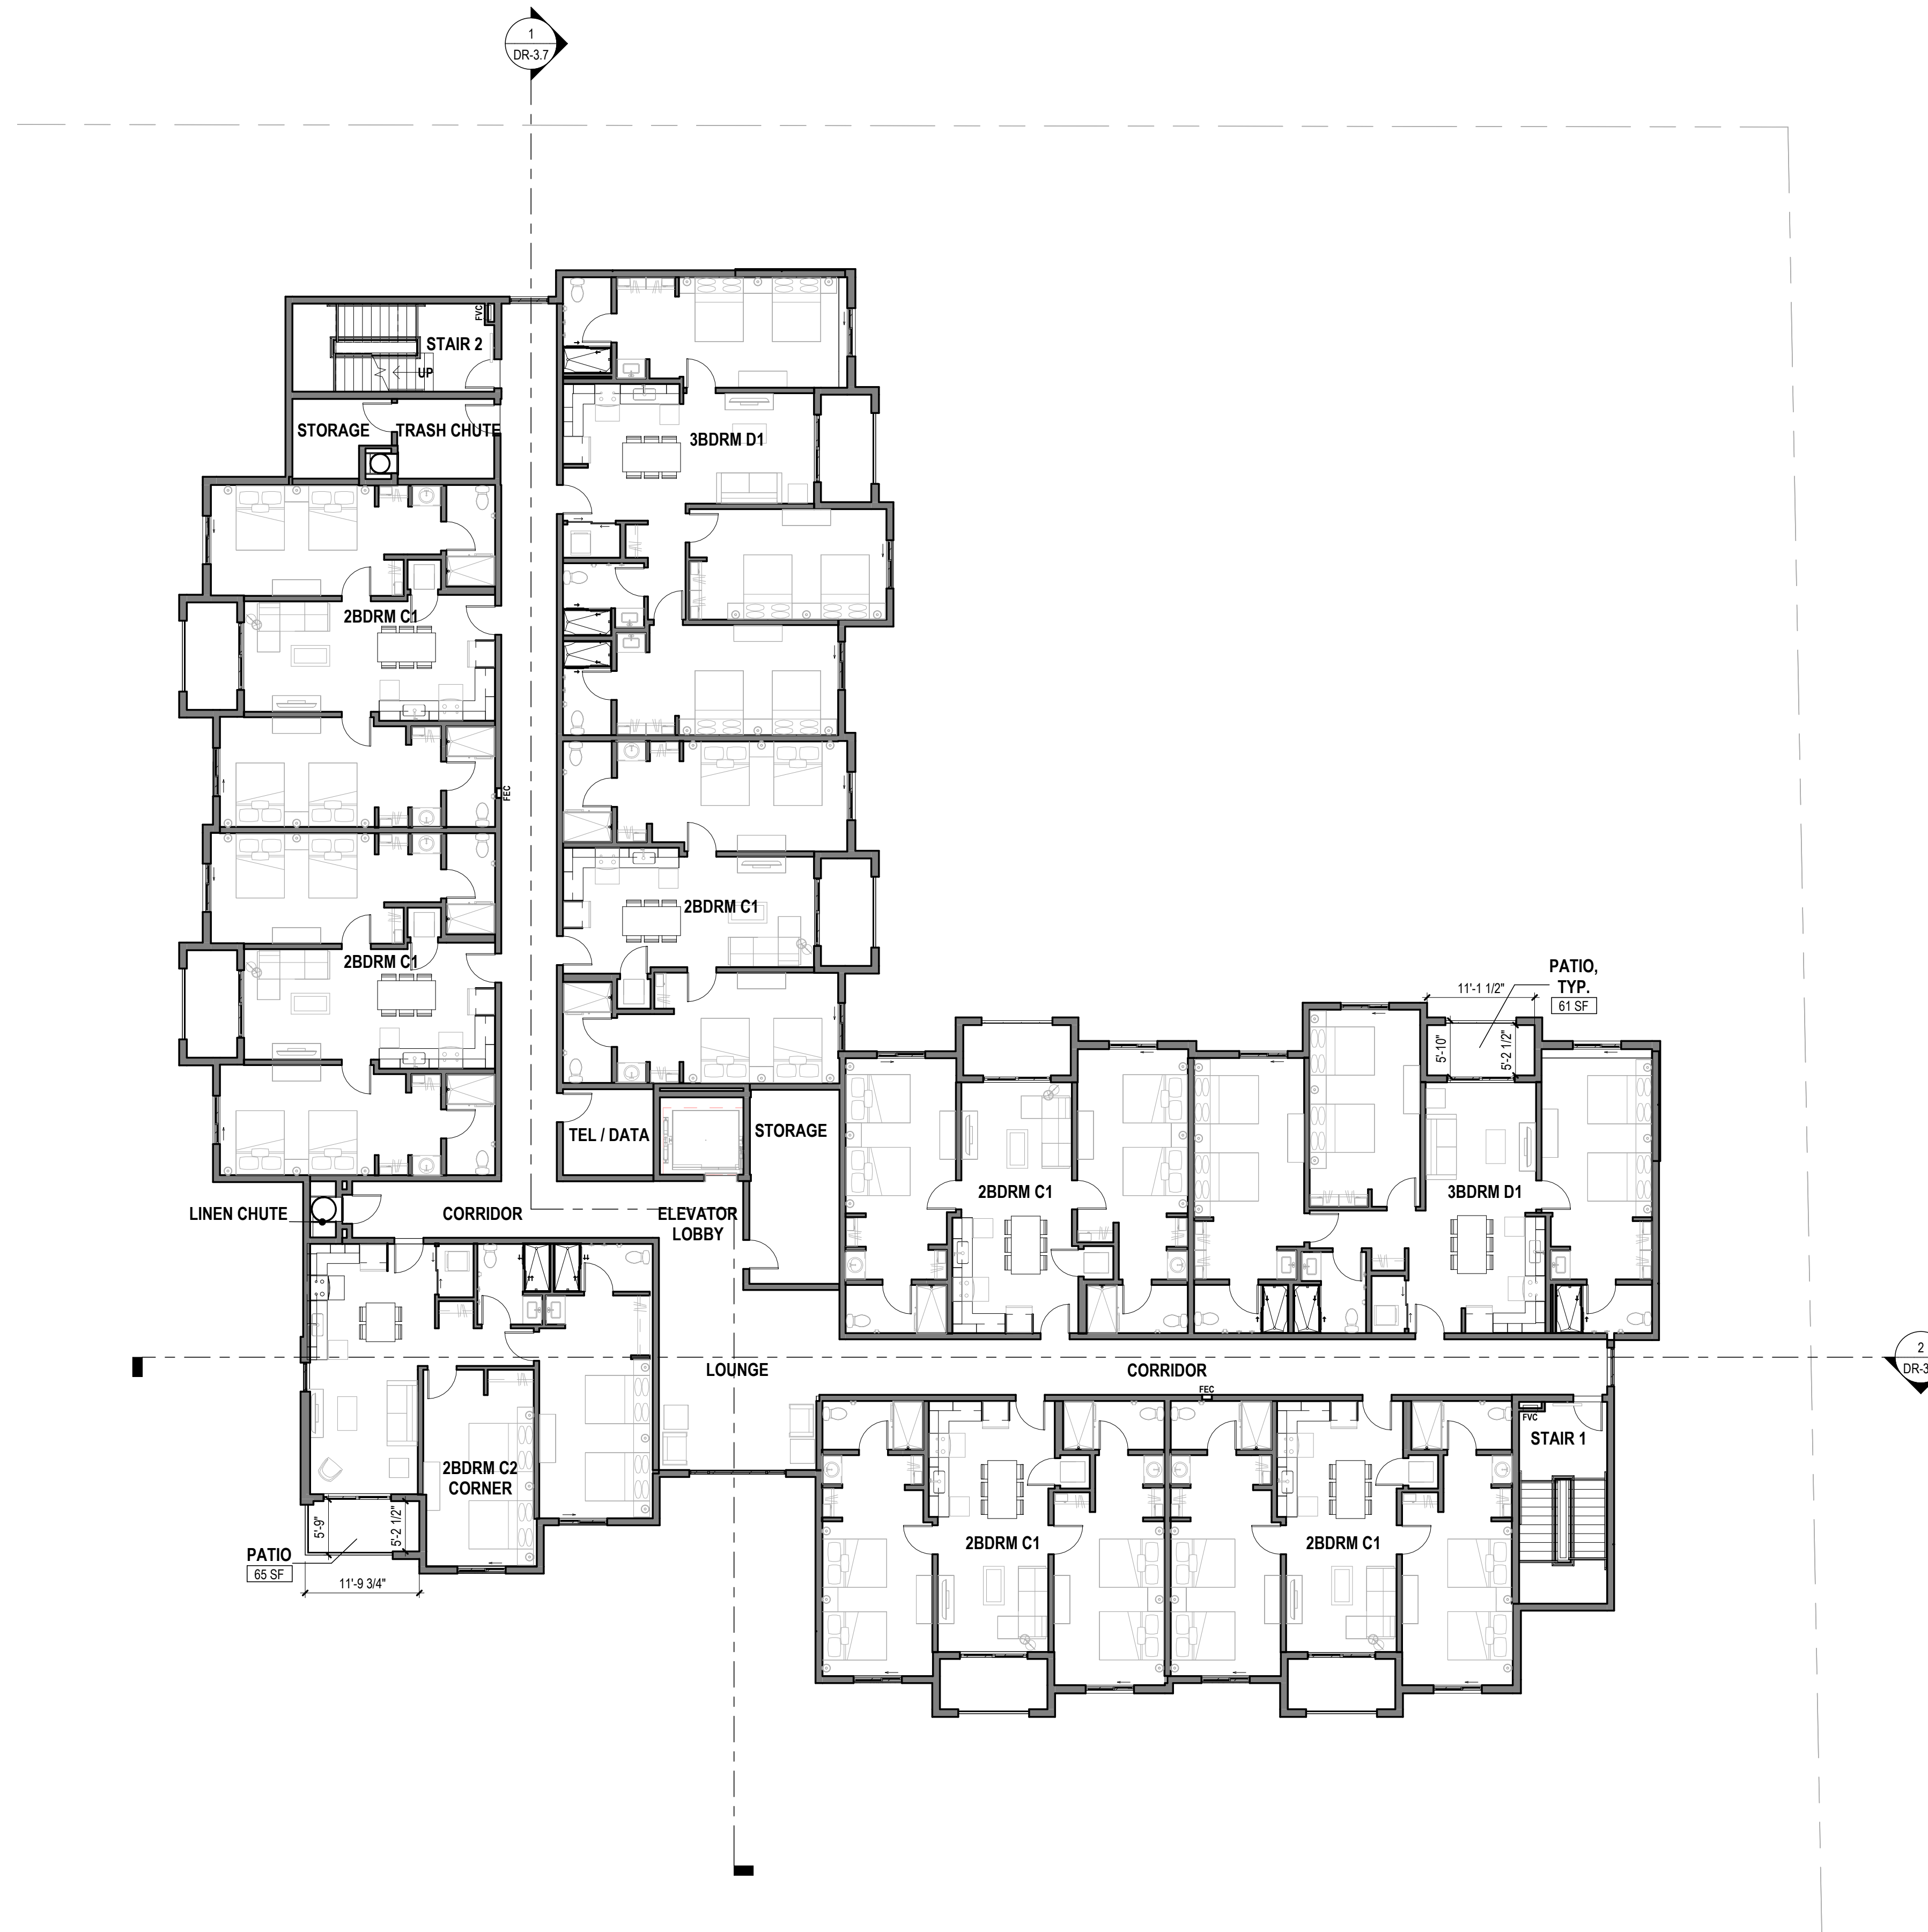 1
DR-3.7
FVC
STAIR 2
UP
STORAGE
TRASH CHUTE
3BDRM D1
2BDRM C1
FEC
2BDRM C1
2BDRM C1
PATIO,
TYP.
61 SF
11'-1 1/2"
5'-10"
5'-2 1/2"
TEL / DATA
STORAGE
2BDRM C1
3BDRM D1
LINEN CHUTE
CORRIDOR
ELEVATOR
LOBBY
LOUNGE
CORRIDOR
2
DR-3
FEC
FVC
STAIR 1
2BDRM C2
CORNER
5'-9"
5'-2 1/2"
PATIO
65 SF
11'-9 3/4"
2BDRM C1
2BDRM C1